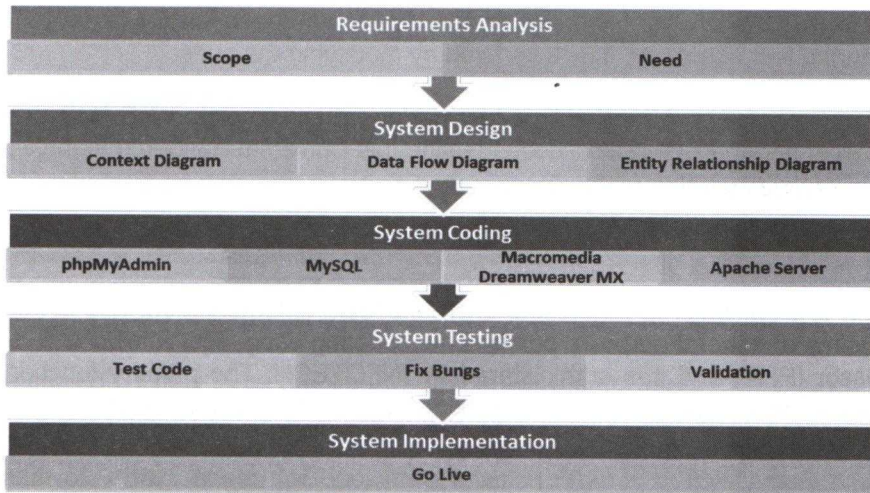 Requirements Analysis
Scope Need
System Design
Context Diagram Data Flow Diagram Entity Relationship Diagram
System Coding
phpMyAdmin MySQL Macromedia Dreamweaver MX Apache Server
System Testing
Test Code Fix Bungs Validation
System Implementation
Go Live